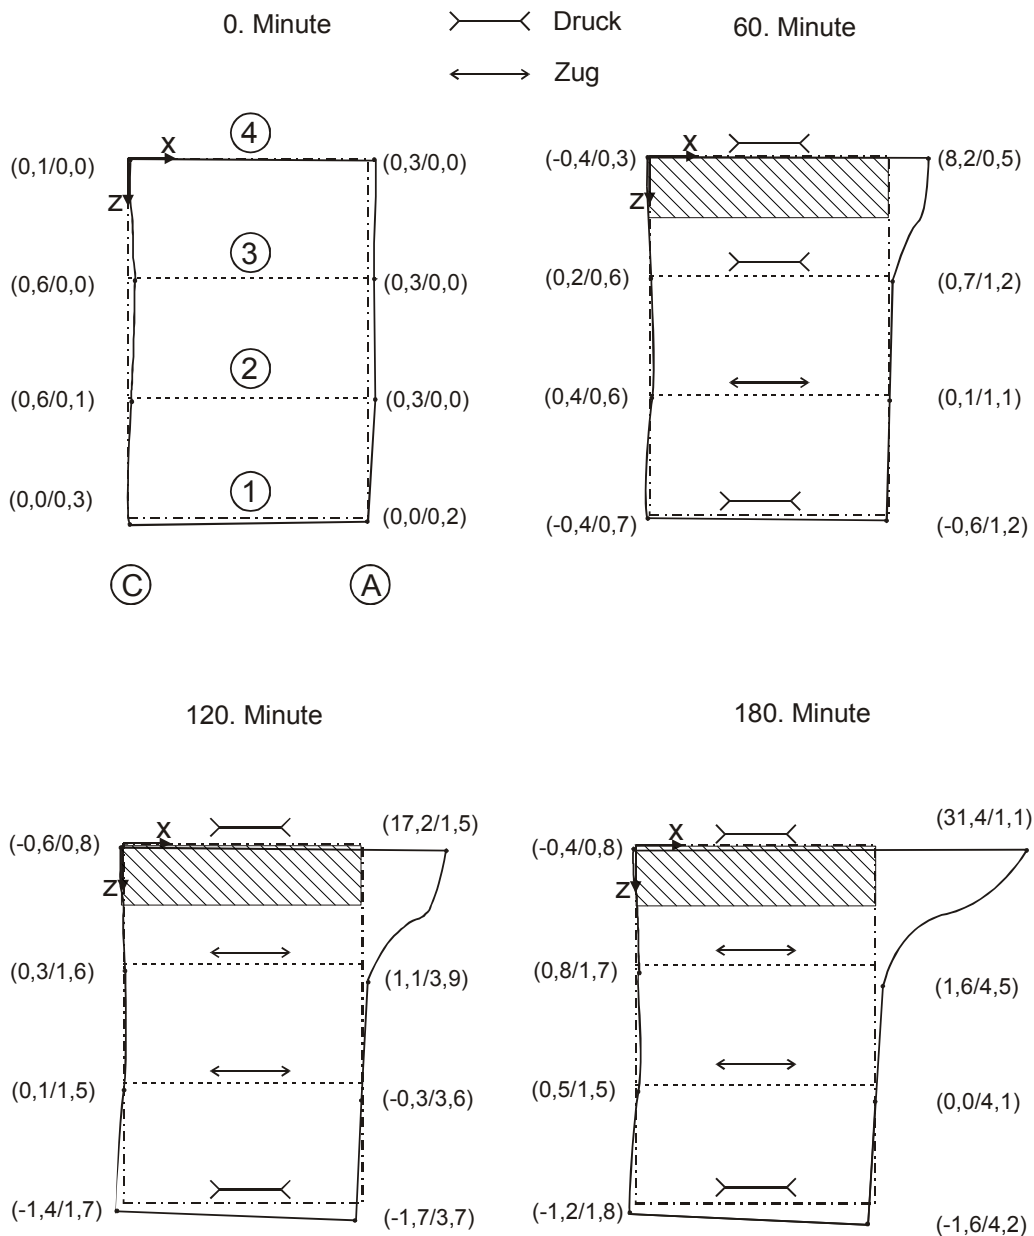 0. Minute
Druck
60. Minute
Zug
4
X
(0,1/0,0)
(0,3/0,0)
Z
3
(0,6/0,0)
(0,3/0,0)
2
(0,6/0,1)
(0,3/0,0)
1
(0,0/0,3)
(0,0/0,2)
C
A
X
(-0,4/0,3)
(8,2/0,5)
Z
(0,2/0,6)
(0,7/1,2)
(0,4/0,6)
(0,1/1,1)
(-0,4/0,7)
(-0,6/1,2)
120. Minute
180. Minute
X
(-0,6/0,8)
(17,2/1,5)
Z
(0,3/1,6)
(1,1/3,9)
(0,1/1,5)
(-0,3/3,6)
(-1,4/1,7)
(-1,7/3,7)
X
(-0,4/0,8)
(31,4/1,1)
Z
(0,8/1,7)
(1,6/4,5)
(0,5/1,5)
(0,0/4,1)
(-1,2/1,8)
(-1,6/4,2)